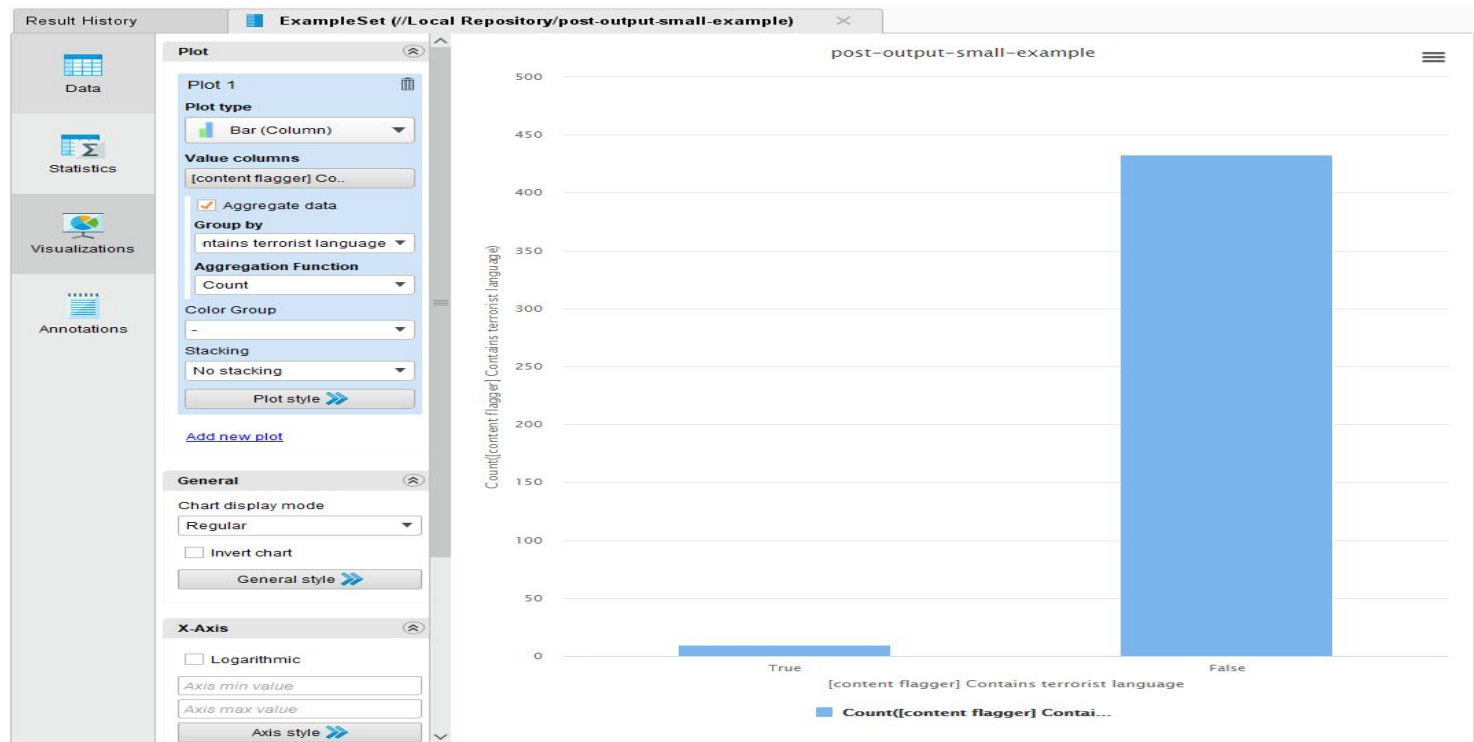 Result History
ExampleSet (//Local Repository/post-output-small-example)
Data
Statistics
Visualizations
Annotations
Plot
Plot 1
Plot type
Bar (Column)
Value columns
[content flagger] Co..
Aggregate data
Group by
ntains terrorist language
Aggregation Function
Count
Color Group
-
Stacking
No stacking
Plot style
Add new plot
General
Chart display mode
Regular
Invert chart
General style
X-Axis
Logarithmic
Axis min value
Axis max value
Axis style
post-output-small-example
Count([content flagger] Contains terrorist language)
500
450
400
350
300
250
200
150
100
50
0
True
False
[content flagger] Contains terrorist language
Count([content flagger] Contai...